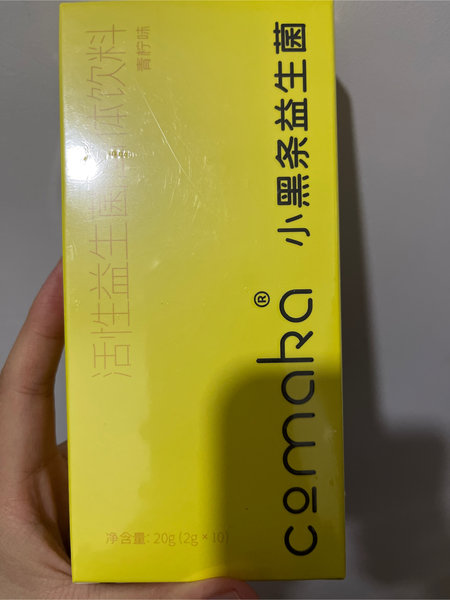 活性益生菌 体饮料
青柠味
comaka® 小黑条益生菌
净含量: 20g (2g × 10)